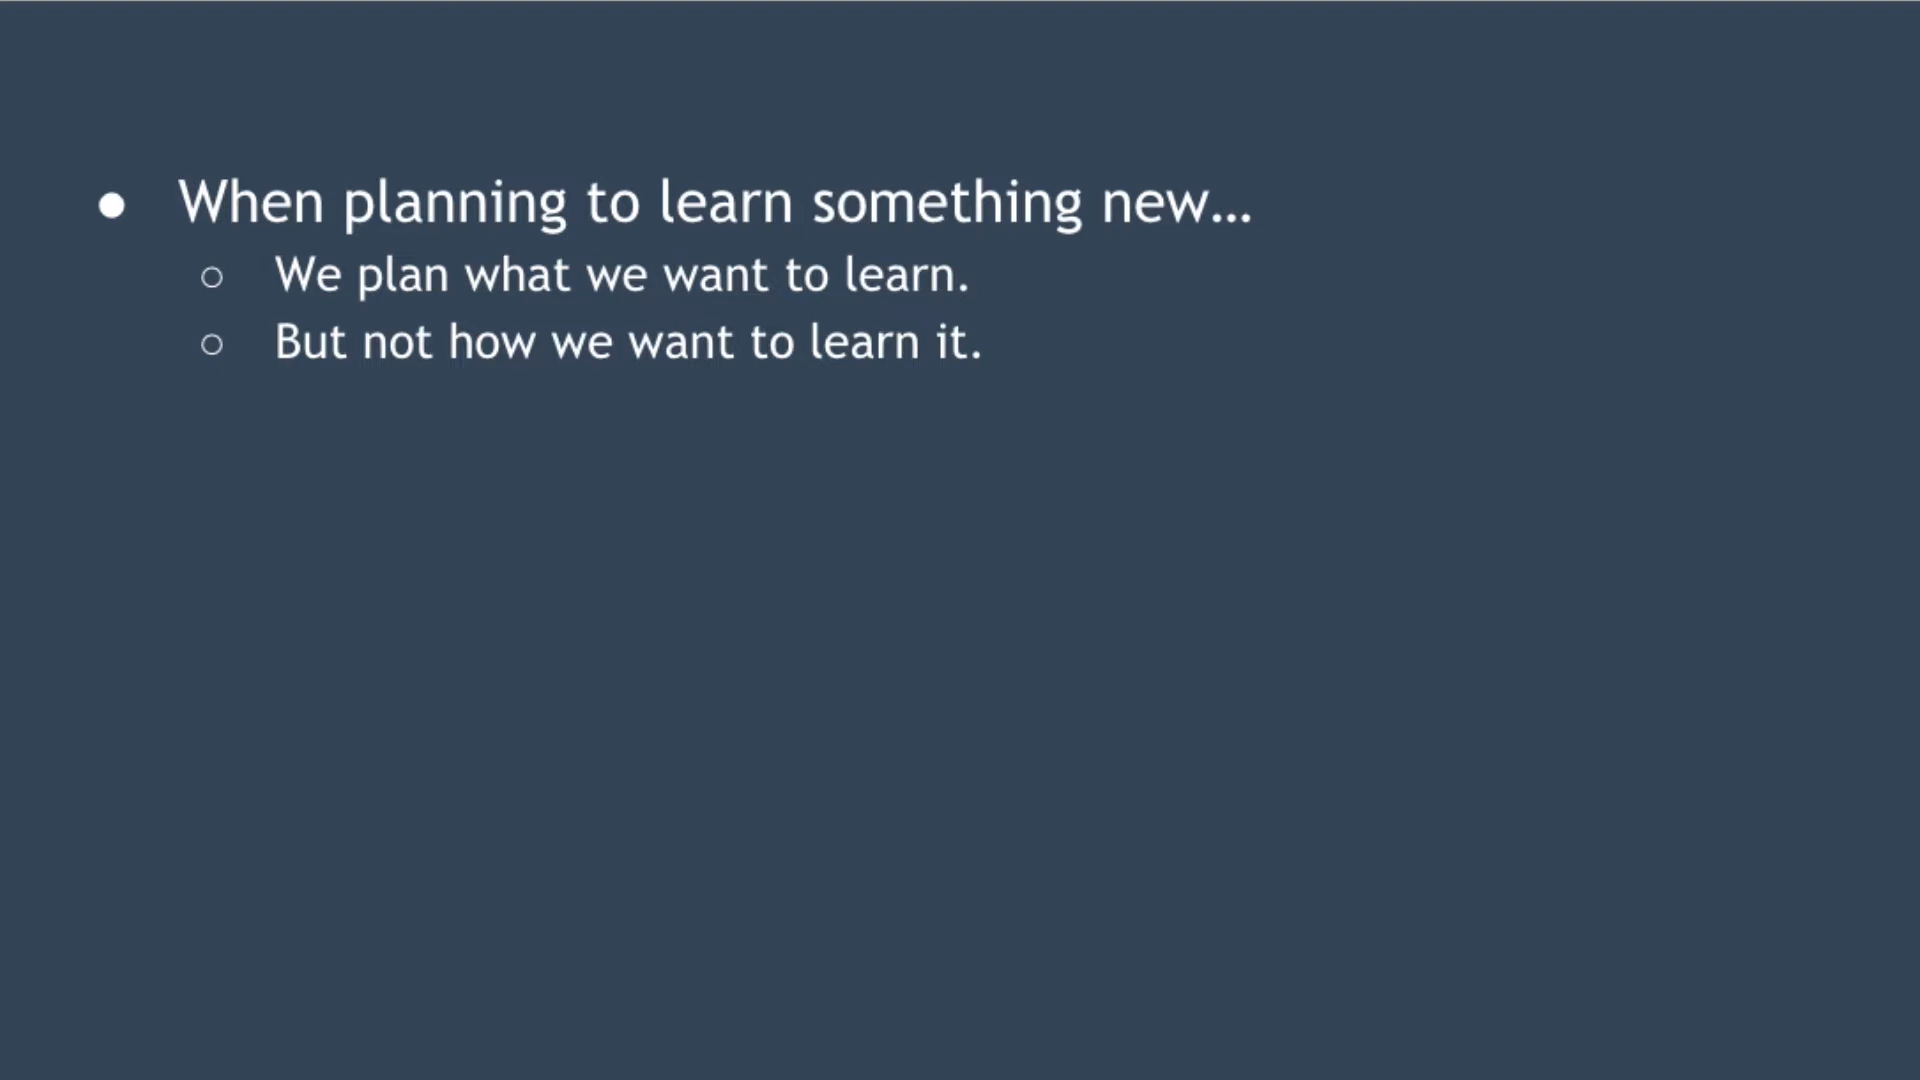 ● When planning to learn something new...
○ We plan what we want to learn.
○ But not how we want to learn it.